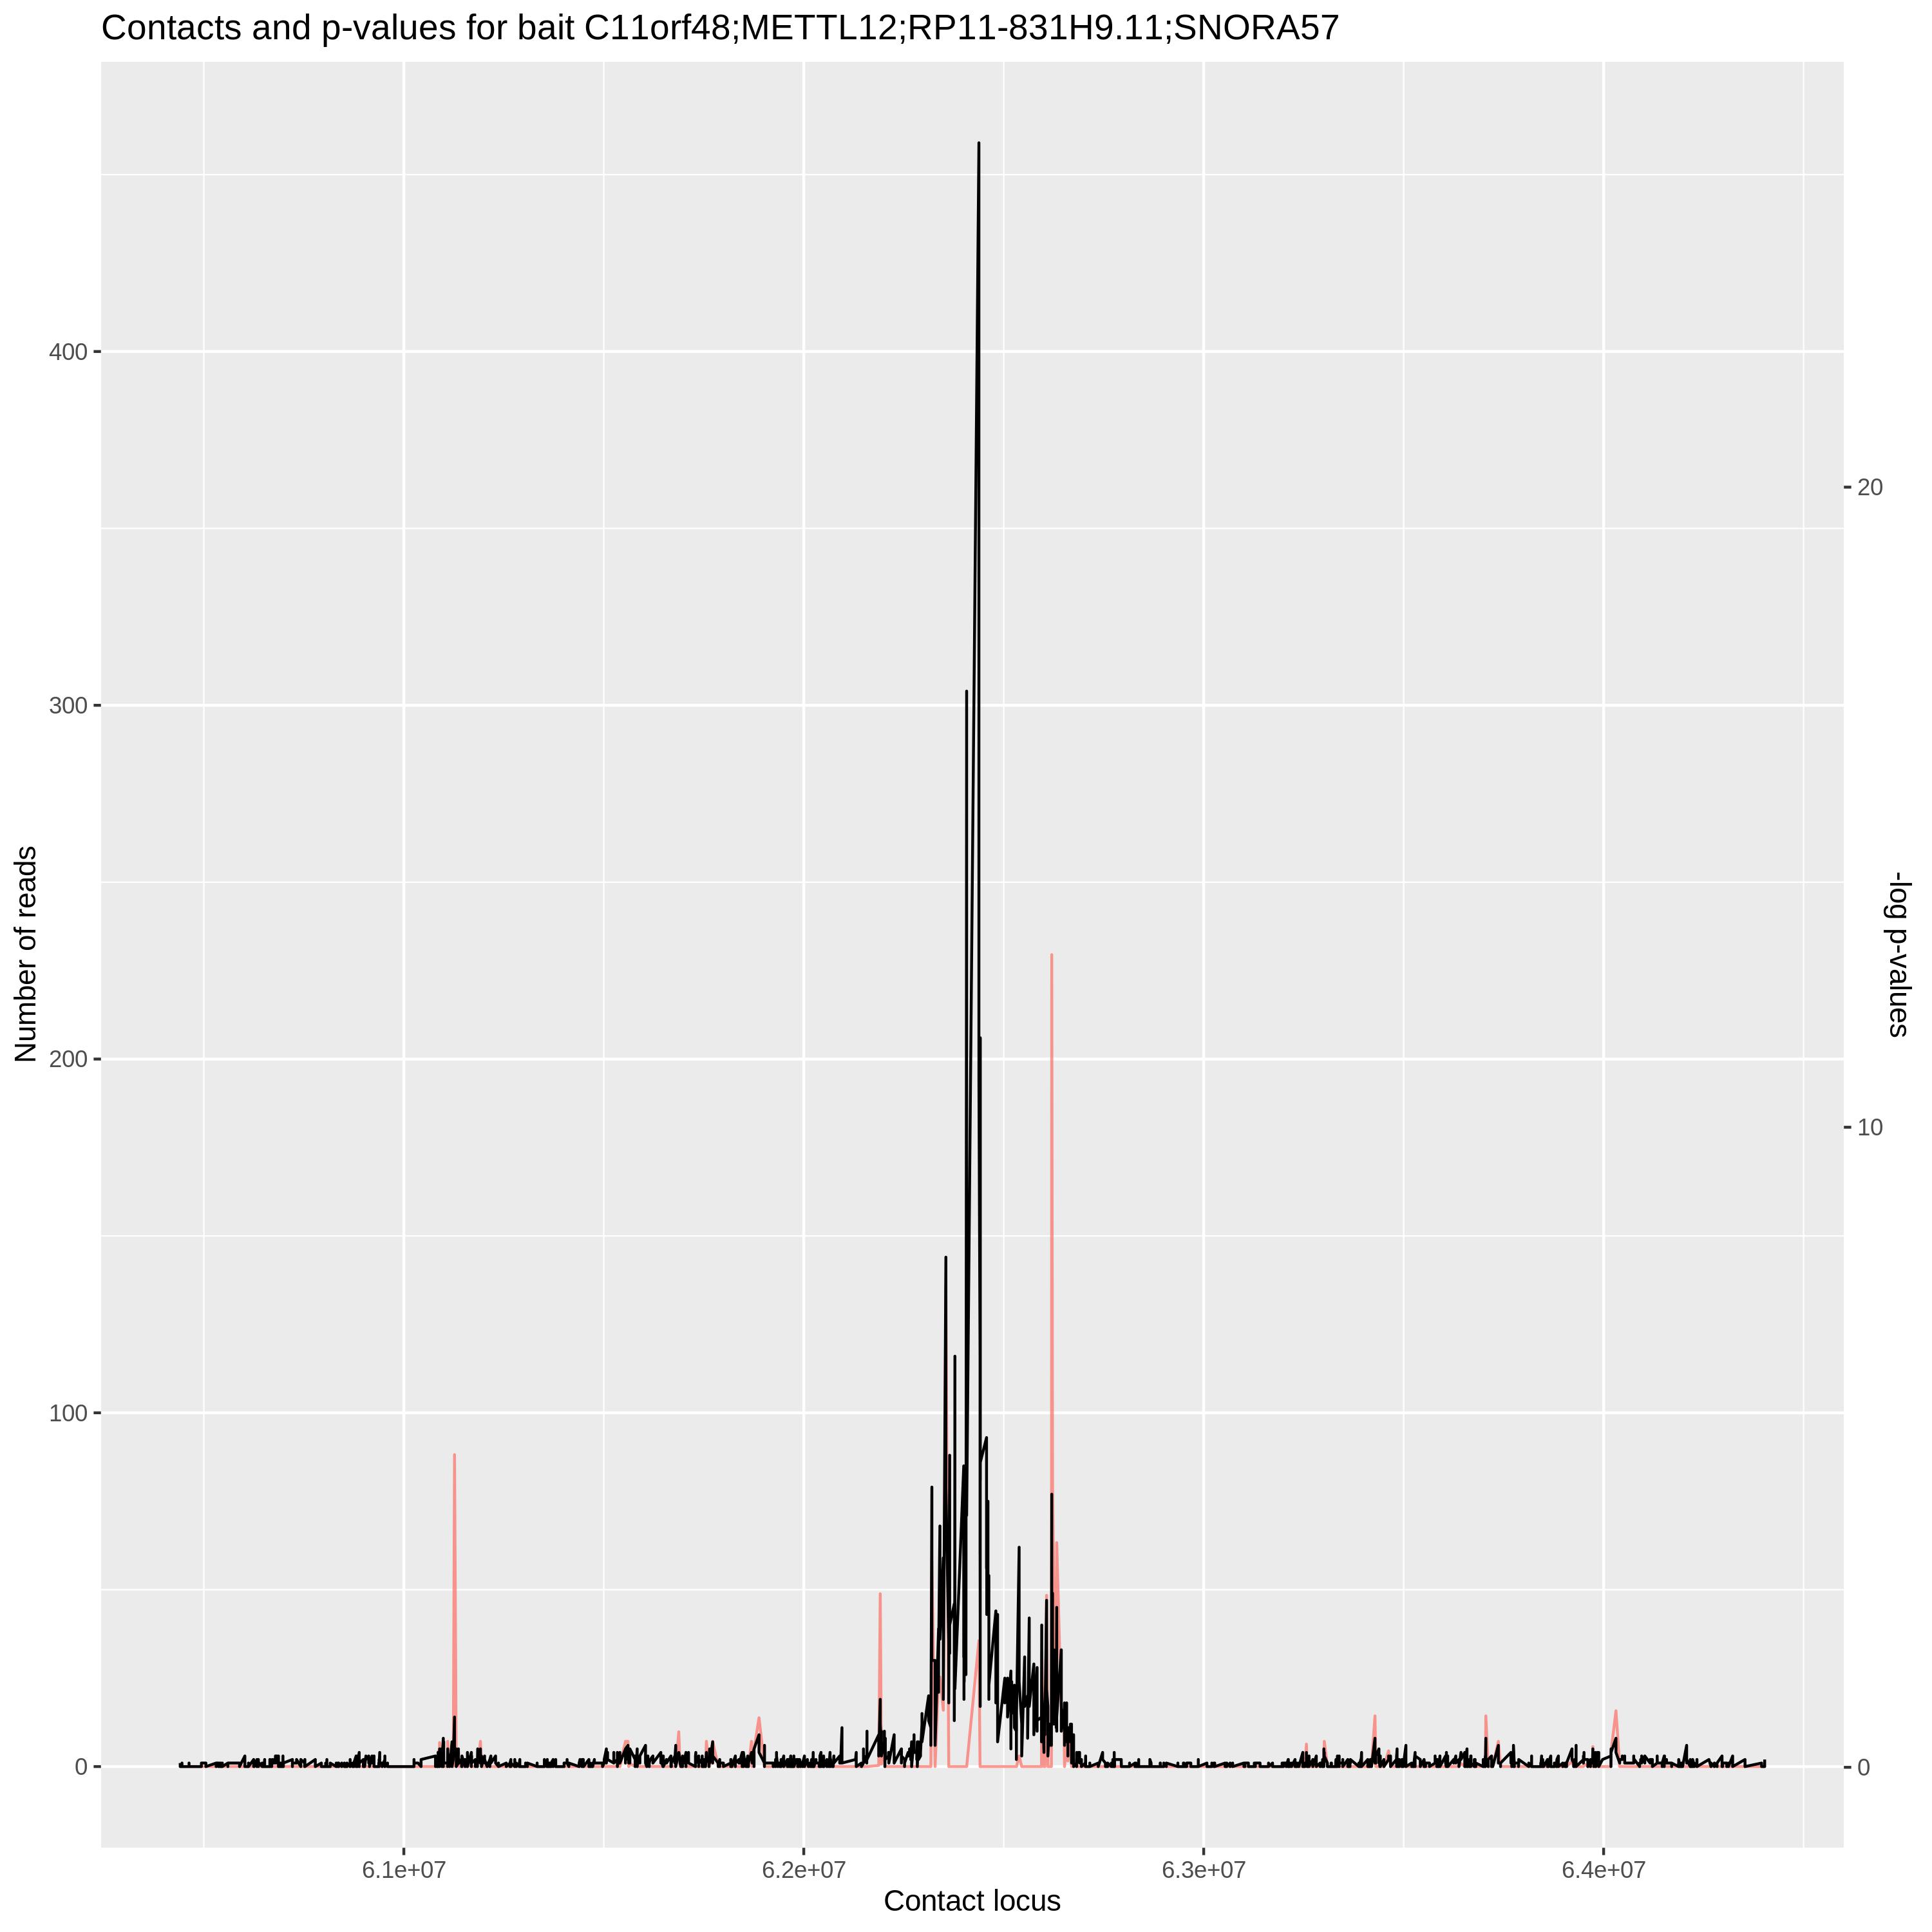 Contacts and p-values for bait C11orf48;METTL12;RP11-831H9.11;SNORA57
400
300
200
100
0
Number of reads
20
10
0
-log p-values
6.1e+07
6.2e+07
6.3e+07
6.4e+07
Contact locus